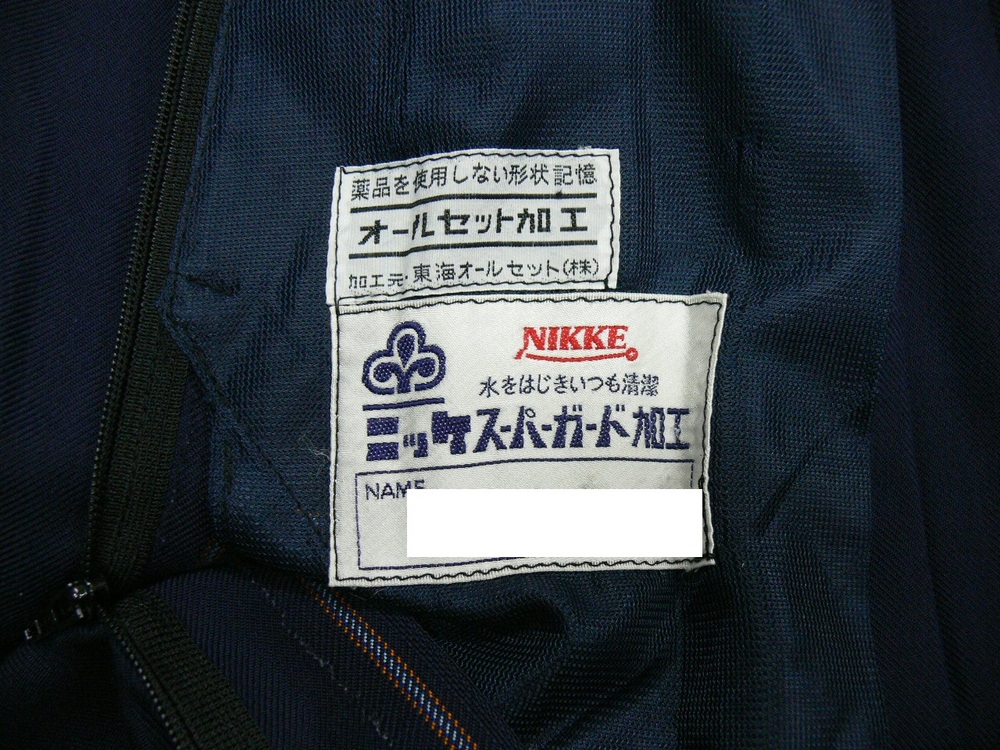 薬品を使用しない形状記憶
オールセット加工
加工元・東海オールセット(株)
NIKKE
水をはじきいつも清潔
ニッケスーパーガード加工
NAME